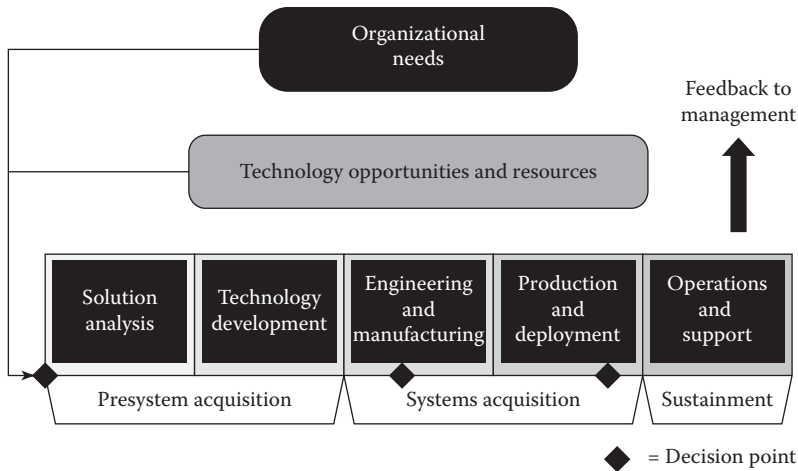 Organizational
needs
Feedback to
management
Technology opportunities and resources
Solution
analysis
Technology
development
Engineering
and
manufacturing
Production
and
deployment
Operations
and
support
Presystem acquisition
Systems acquisition
Sustainment
= Decision point